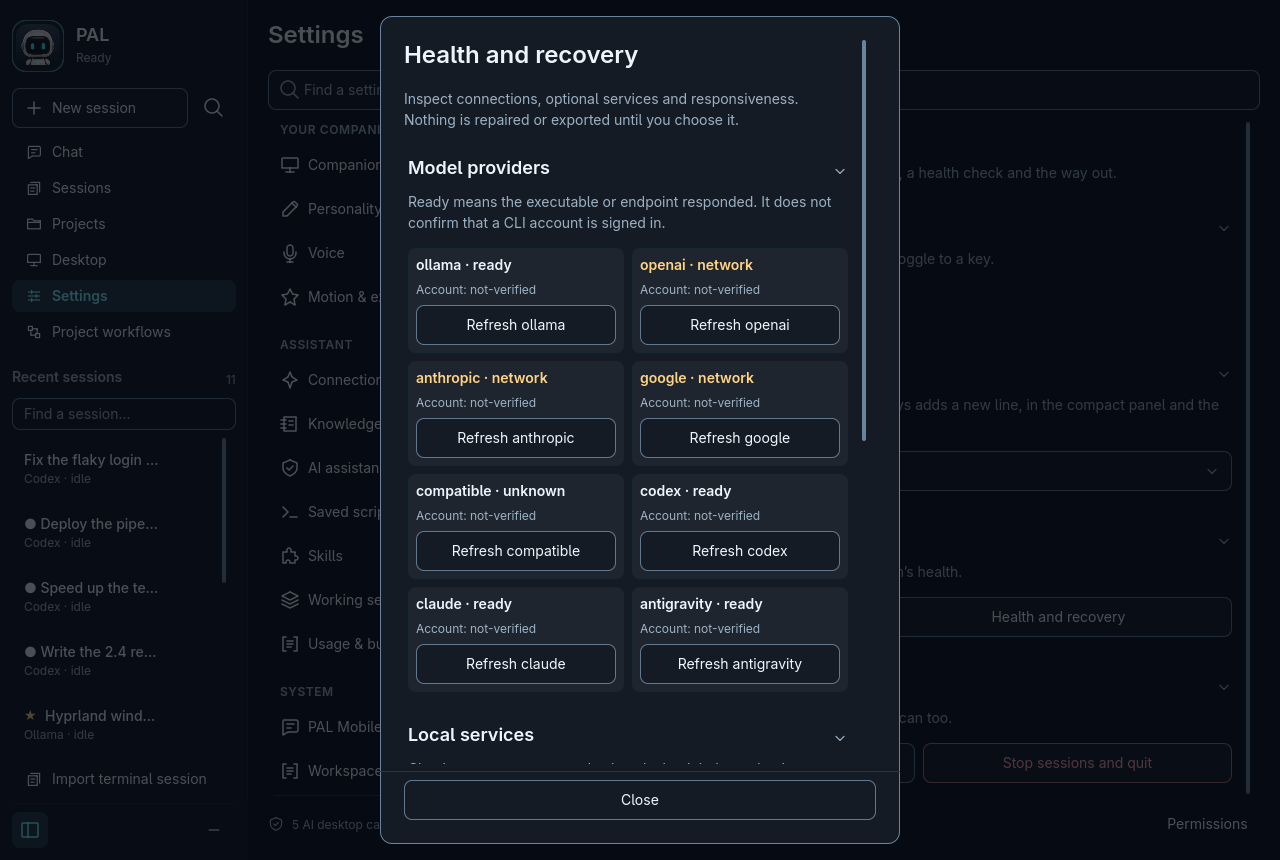 PAL
Ready
New session
Chat
Sessions
Projects
Desktop
Settings
Project workflows
Recent sessions 11
Find a session...
Fix the flaky login ...
Codex · idle
Deploy the pipe...
Codex · idle
Speed up the te...
Codex · idle
Write the 2.4 re...
Codex · idle
★ Hyprland wind...
Ollama · idle
Import terminal session
Settings
Find a settin
YOUR COMPANI
Companion
Personality
Voice
Motion & e
ASSISTANT
Connection
Knowledge
AI assistan
Saved scrip
Skills
Working se
Usage & bu
SYSTEM
PAL Mobile
Workspace
5 AI desktop ca
Health and recovery
Inspect connections, optional services and responsiveness.
Nothing is repaired or exported until you choose it.
Model providers
Ready means the executable or endpoint responded. It does not
confirm that a CLI account is signed in.
ollama · ready
Account: not-verified
Refresh ollama
openai · network
Account: not-verified
Refresh openai
anthropic · network
Account: not-verified
Refresh anthropic
google · network
Account: not-verified
Refresh google
compatible · unknown
Account: not-verified
Refresh compatible
codex · ready
Account: not-verified
Refresh codex
claude · ready
Account: not-verified
Refresh claude
antigravity · ready
Account: not-verified
Refresh antigravity
Local services
Close
, a health check and the way out.
oggle to a key.
ys adds a new line, in the compact panel and the
n's health.
Health and recovery
can too.
Stop sessions and quit
Permissions